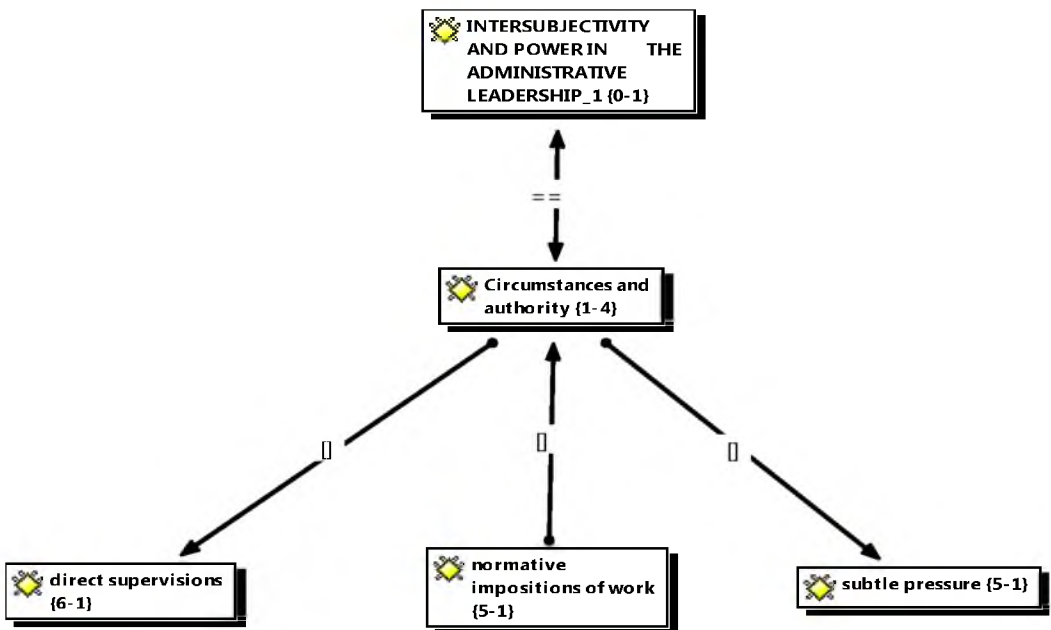 INTERSUBJECTIVITY
AND POWER IN THE
ADMINISTRATIVE
LEADERSHIP_1 {0-1}
==
Circumstances and
authority {1-4}
[]
[]
[]
direct supervisions
{6-1}
normative
impositions of work
{5-1}
subtle pressure {5-1}